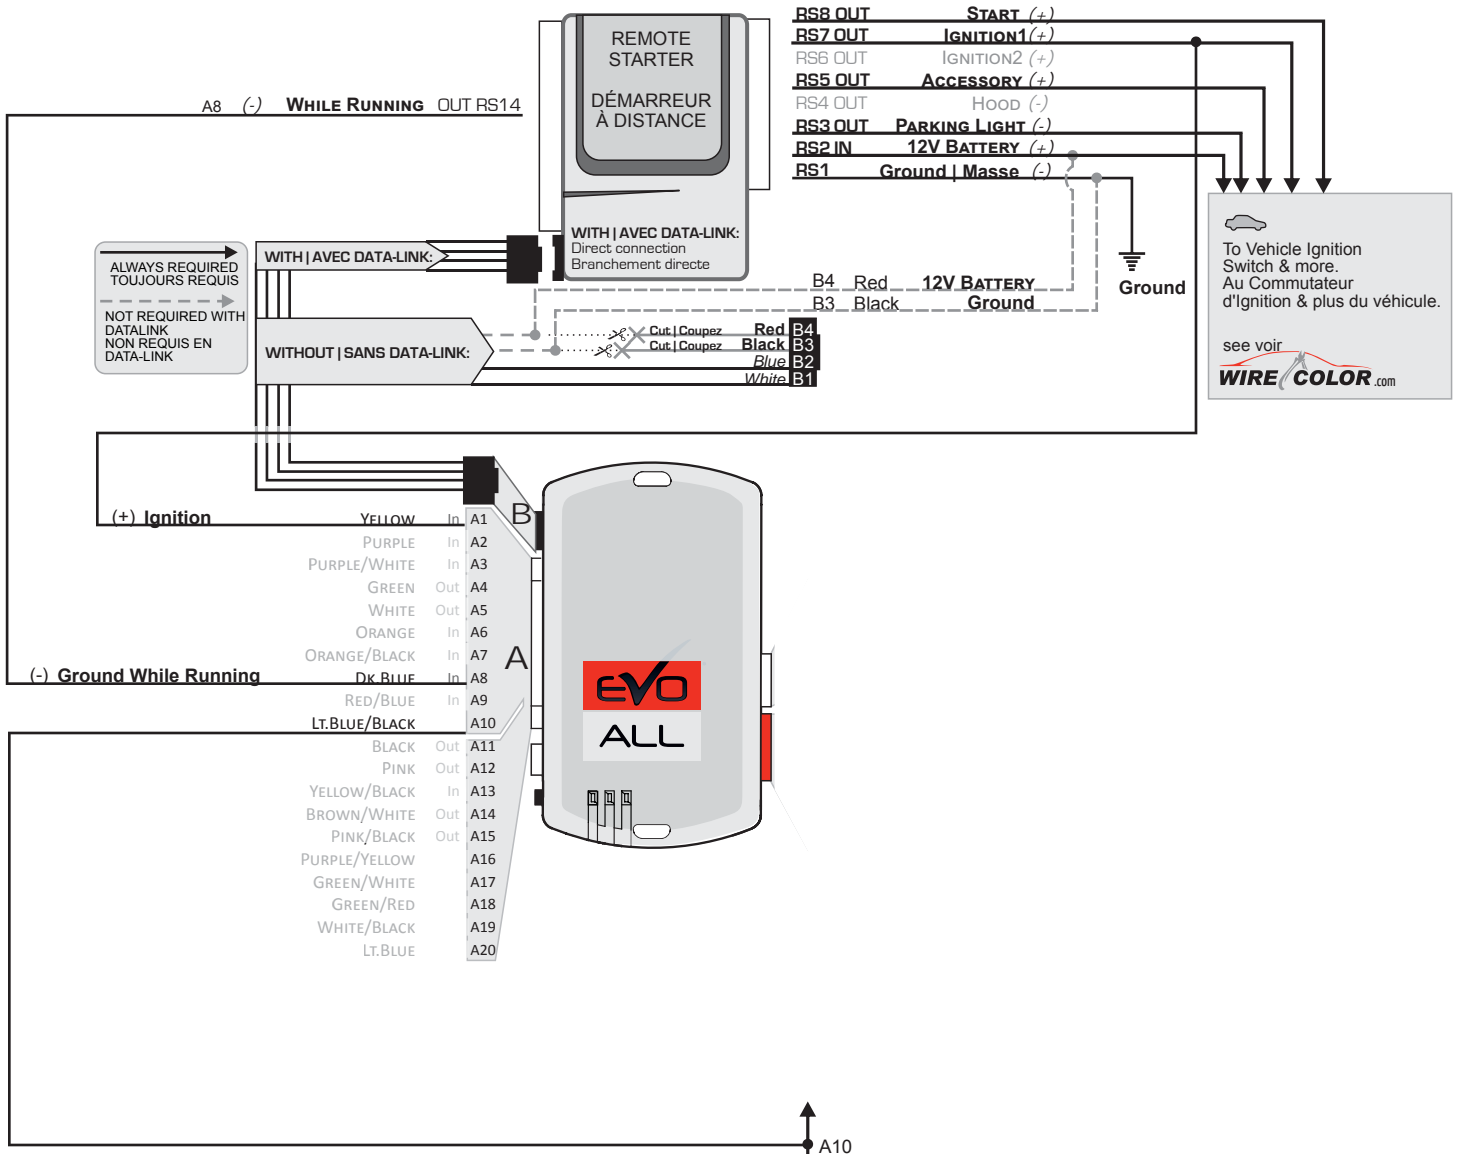 REMOTE
STARTER
DÉMARREUR
À DISTANCE
WITH | AVEC DATA-LINK:
Direct connection
Branchement directe
A8 (-) WHILE RUNNING OUT RS14
RS8 OUT START (+)
RS7 OUT IGNITION1 (+)
RS6 OUT IGNITION2 (+)
RS5 OUT ACCESSORY (+)
RS4 OUT HOOD (-)
RS3 OUT PARKING LIGHT (-)
RS2 IN 12V BATTERY (+)
RS1 Ground | Masse (-)
To Vehicle Ignition
Switch & more.
Au Commutateur
d'Ignition & plus du véhicule.
see voir
WIRE COLOR .com
Ground
ALWAYS REQUIRED
TOUJOURS REQUIS
NOT REQUIRED WITH
DATALINK
NON REQUIS EN
DATA-LINK
WITH | AVEC DATA-LINK:
WITHOUT | SANS DATA-LINK:
B4 Red 12V BATTERY
B3 Black Ground
Cut | Coupez Red B4
Cut | Coupez Black B3
Blue B2
White B1
(+) Ignition YELLOW In A1
PURPLE In A2
PURPLE/WHITE In A3
GREEN Out A4
WHITE Out A5
ORANGE In A6
ORANGE/BLACK In A7
(-) Ground While Running DK.BLUE In A8
RED/BLUE In A9
LT.BLUE/BLACK A10
BLACK Out A11
PINK Out A12
YELLOW/BLACK In A13
BROWN/WHITE Out A14
PINK/BLACK Out A15
PURPLE/YELLOW A16
GREEN/WHITE A17
GREEN/RED A18
WHITE/BLACK A19
LT.BLUE A20
B
A
EVO
ALL
A10